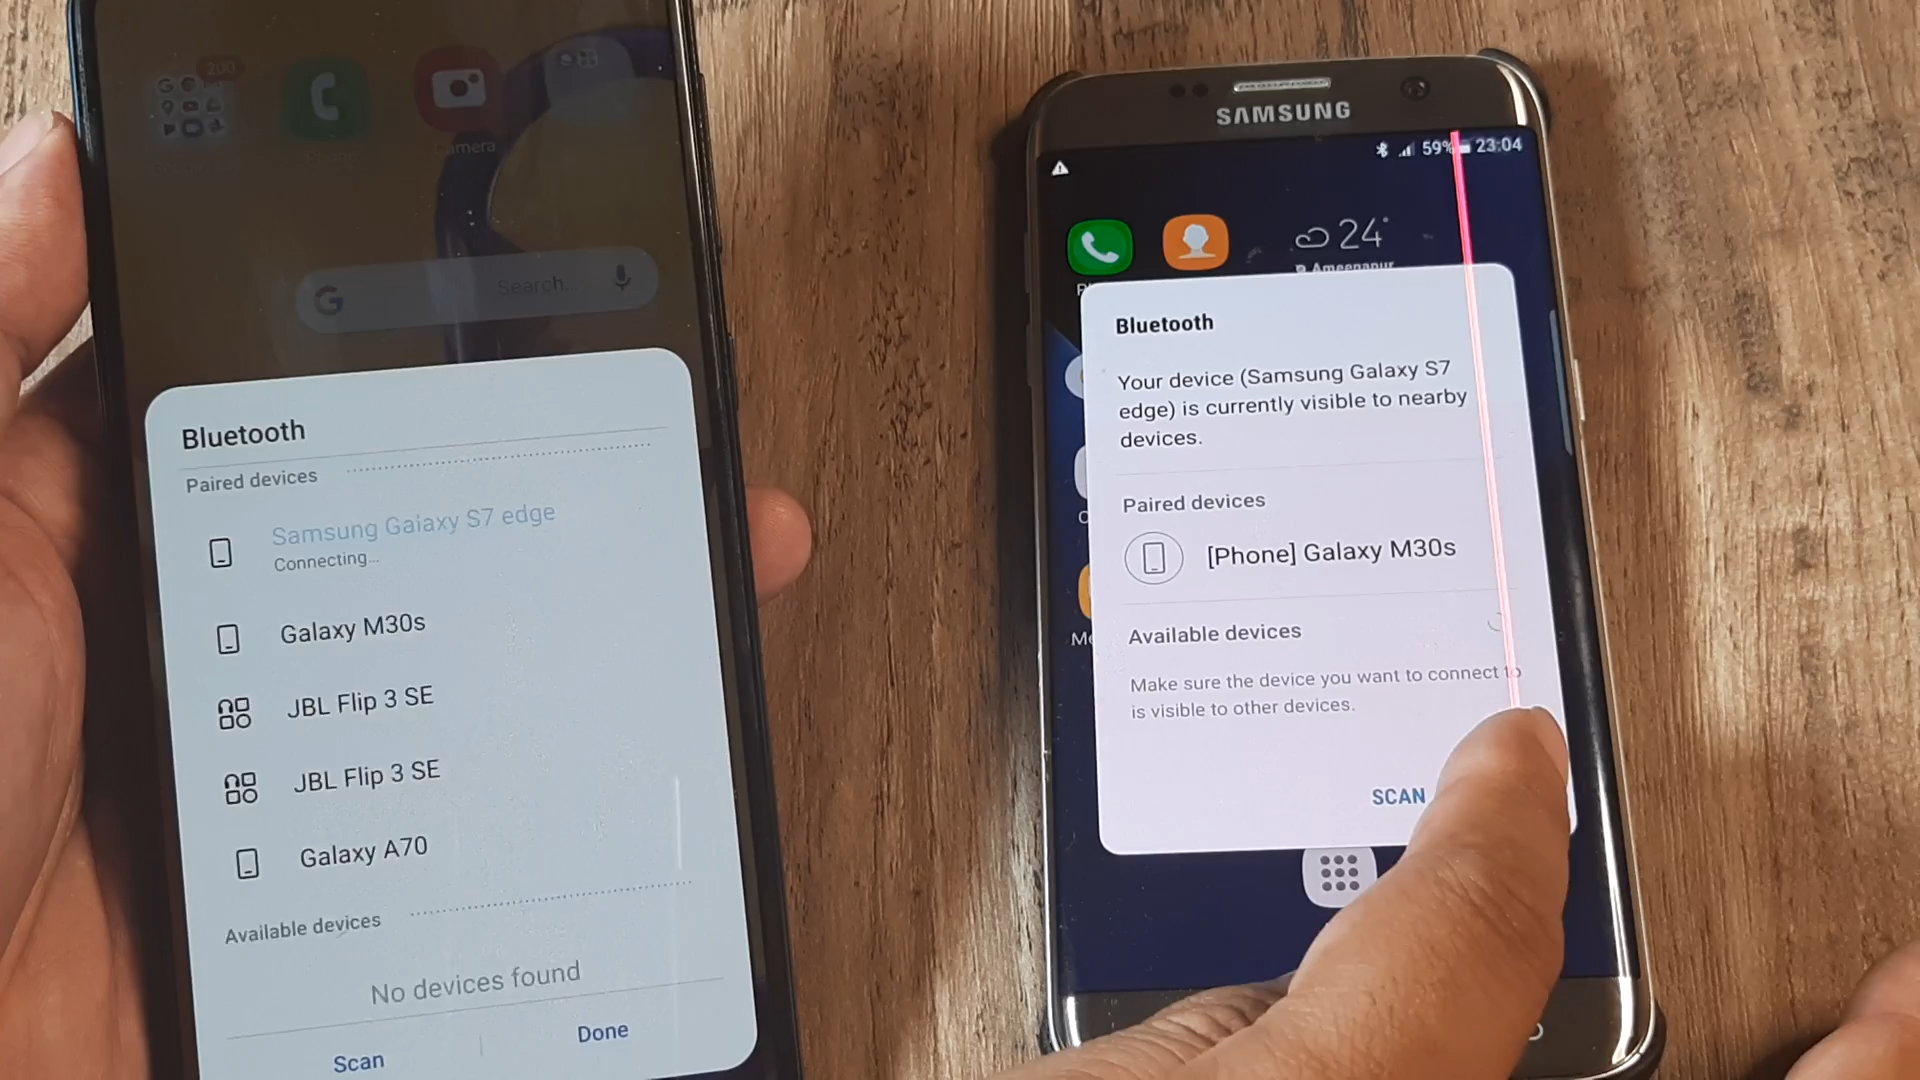 200
Camera
Search.
Bluetooth
Paired devices
Samsung Gaiaxy S7 edge
Connecting...
Galaxy M30s
JBL Flip 3 SE
JBL Flip 3 SE
Galaxy A70
Available devices
No devices found
Scan
Done
SAMSUNG
59% 23:04
24°
Ameenapur
Bluetooth
Your device (Samsung Galaxy S7
edge) is currently visible to nearby
devices.
Paired devices
[Phone] Galaxy M30s
Available devices
Make sure the device you want to connect to
is visible to other devices.
SCAN